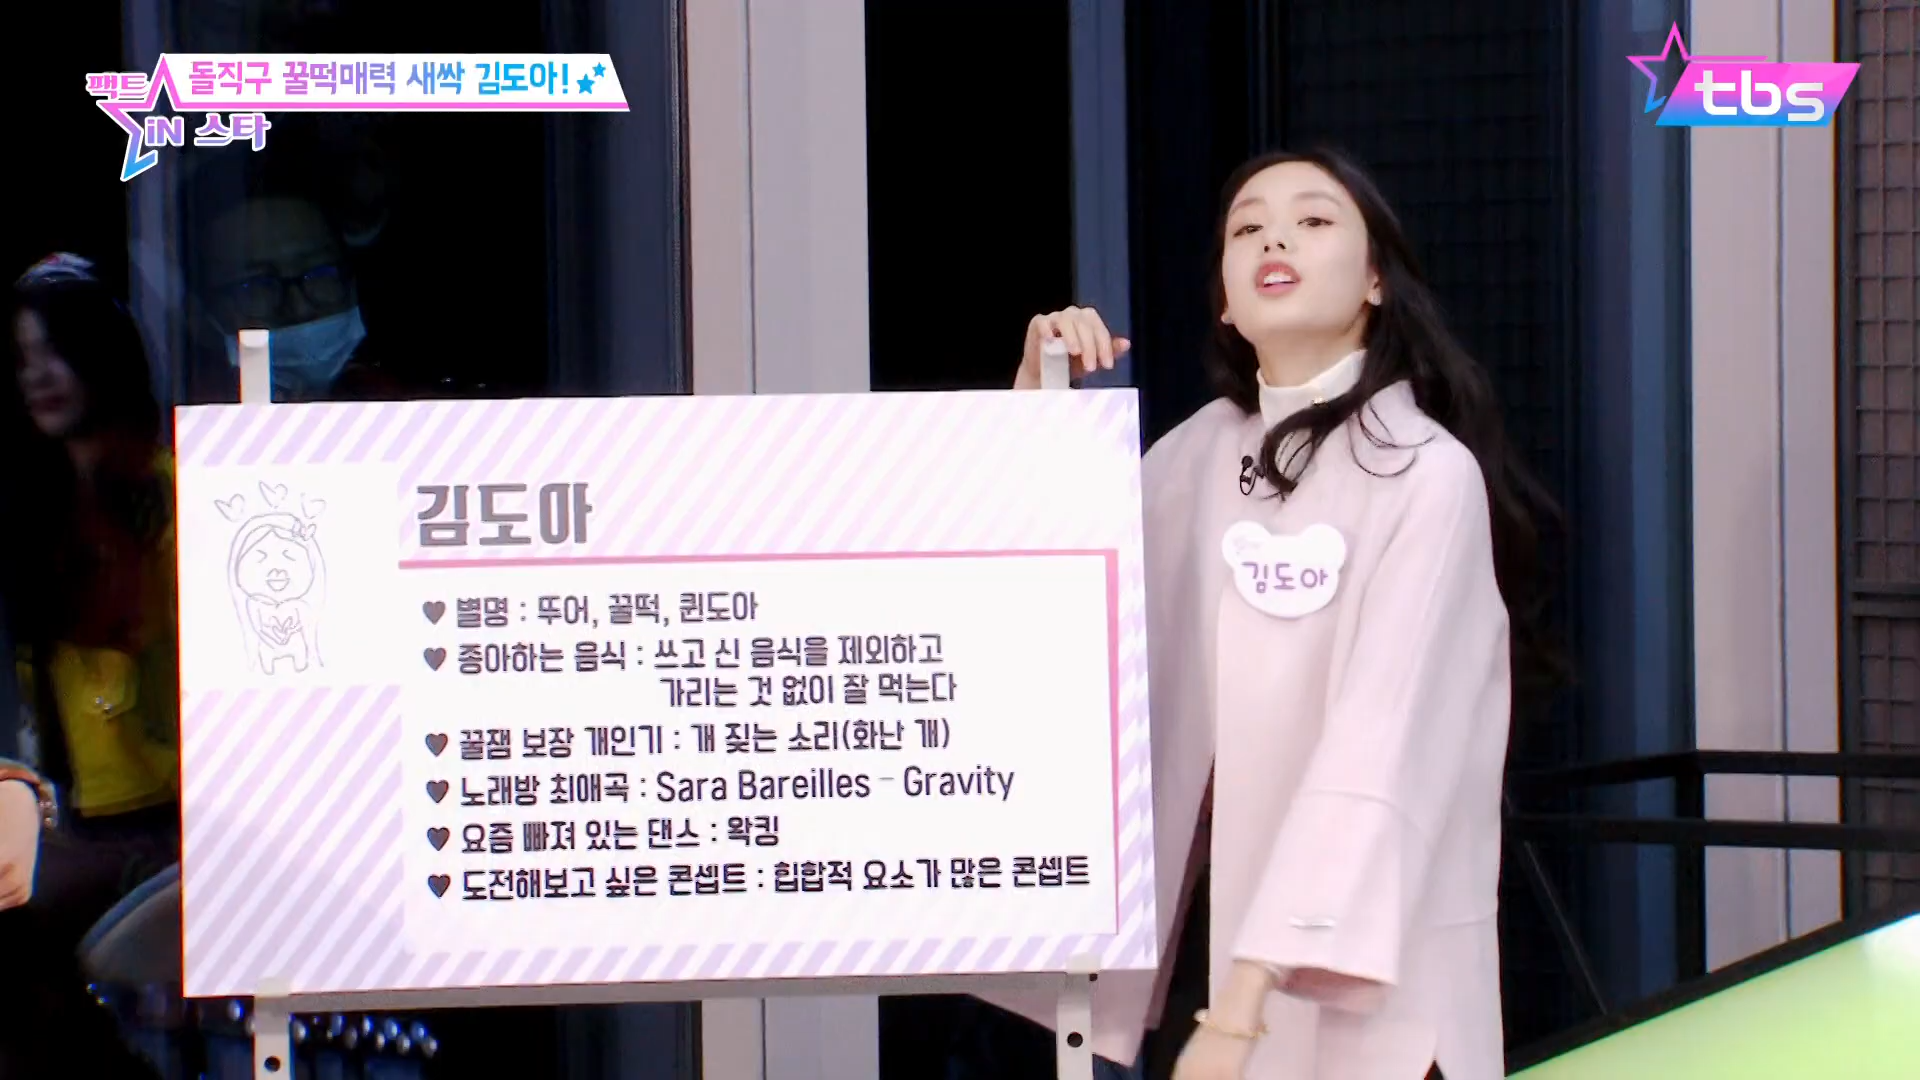 돌직구 꿀떡매력 새싹 김도아!
팩트
iN 스타
tbs
김도아
♥ 별명 : 뚜어, 꿀떡, 퀸도아
♥ 종아하는 음식 : 쓰고 신 음식을 제외하고
가리는 것 없이 잘 먹는다
♥ 꿀잼 보장 개인기 : 개 짖는 소리(화난 개)
♥ 노래방 최애곡 : Sara Bareilles - Gravity
♥ 요즘 빠져 있는 댄스 : 왁킹
♥ 도전해보고 싶은 콘셉트 : 힙합적 요소가 많은 콘셉트
김도아